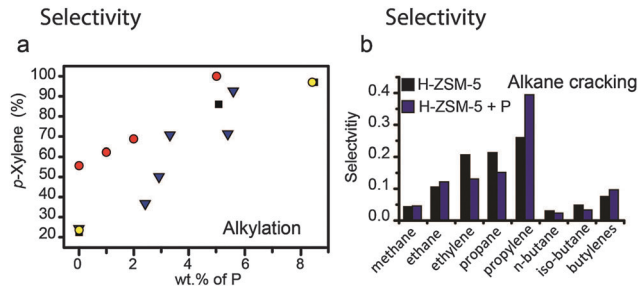 Selectivity
Selectivity
a
b
100
90
80
70
60
50
40
30
20
p-Xylene (%)
Alkylation
0
2
4
6
8
wt.% of P
0.4
0.3
0.2
0.1
0.0
Selectvitiy
H-ZSM-5
H-ZSM-5 + P
Alkane cracking
methane
ethane
ethylene
propane
propylene
n-butane
iso-butane
butylenes